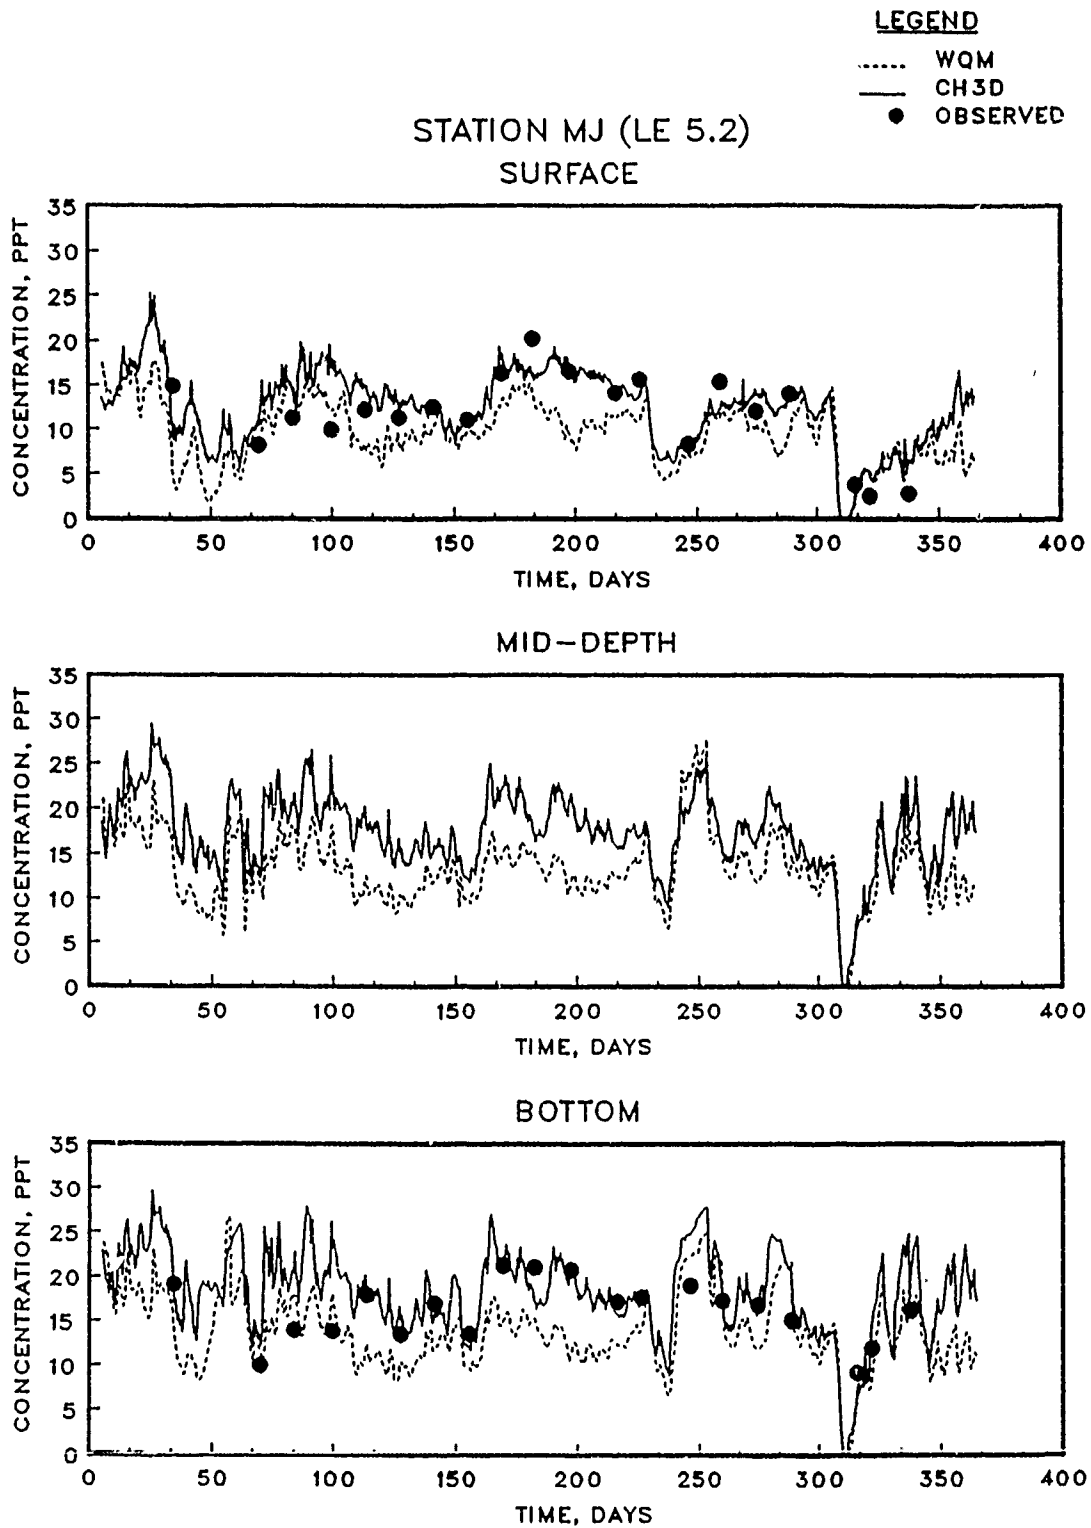 LEGEND
WQM
CH3D
OBSERVED
STATION MJ (LE 5.2)
SURFACE
CONCENTRATION, PPT
35
30
25
20
15
10
5
0
0 50 100 150 200 250 300 350 400
TIME, DAYS
MID-DEPTH
CONCENTRATION, PPT
35
30
25
20
15
10
5
0
0 50 100 150 200 250 300 350 400
TIME, DAYS
BOTTOM
CONCENTRATION, PPT
35
30
25
20
15
10
5
0
0 50 100 150 200 250 300 350 400
TIME, DAYS